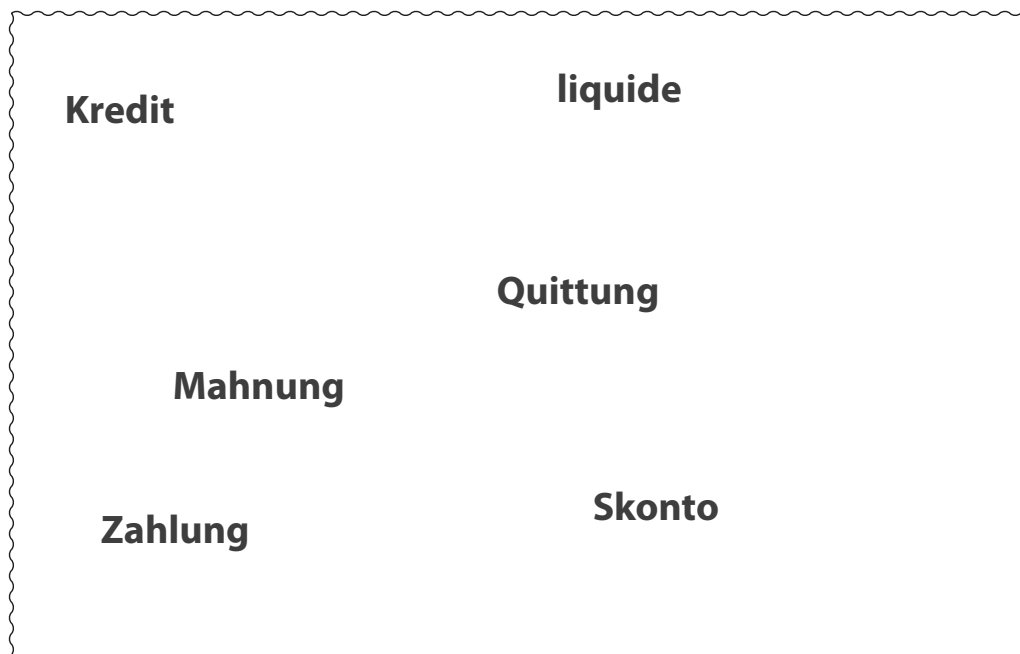 liquide
Kredit
Quittung
Mahnung
Skonto
Zahlung